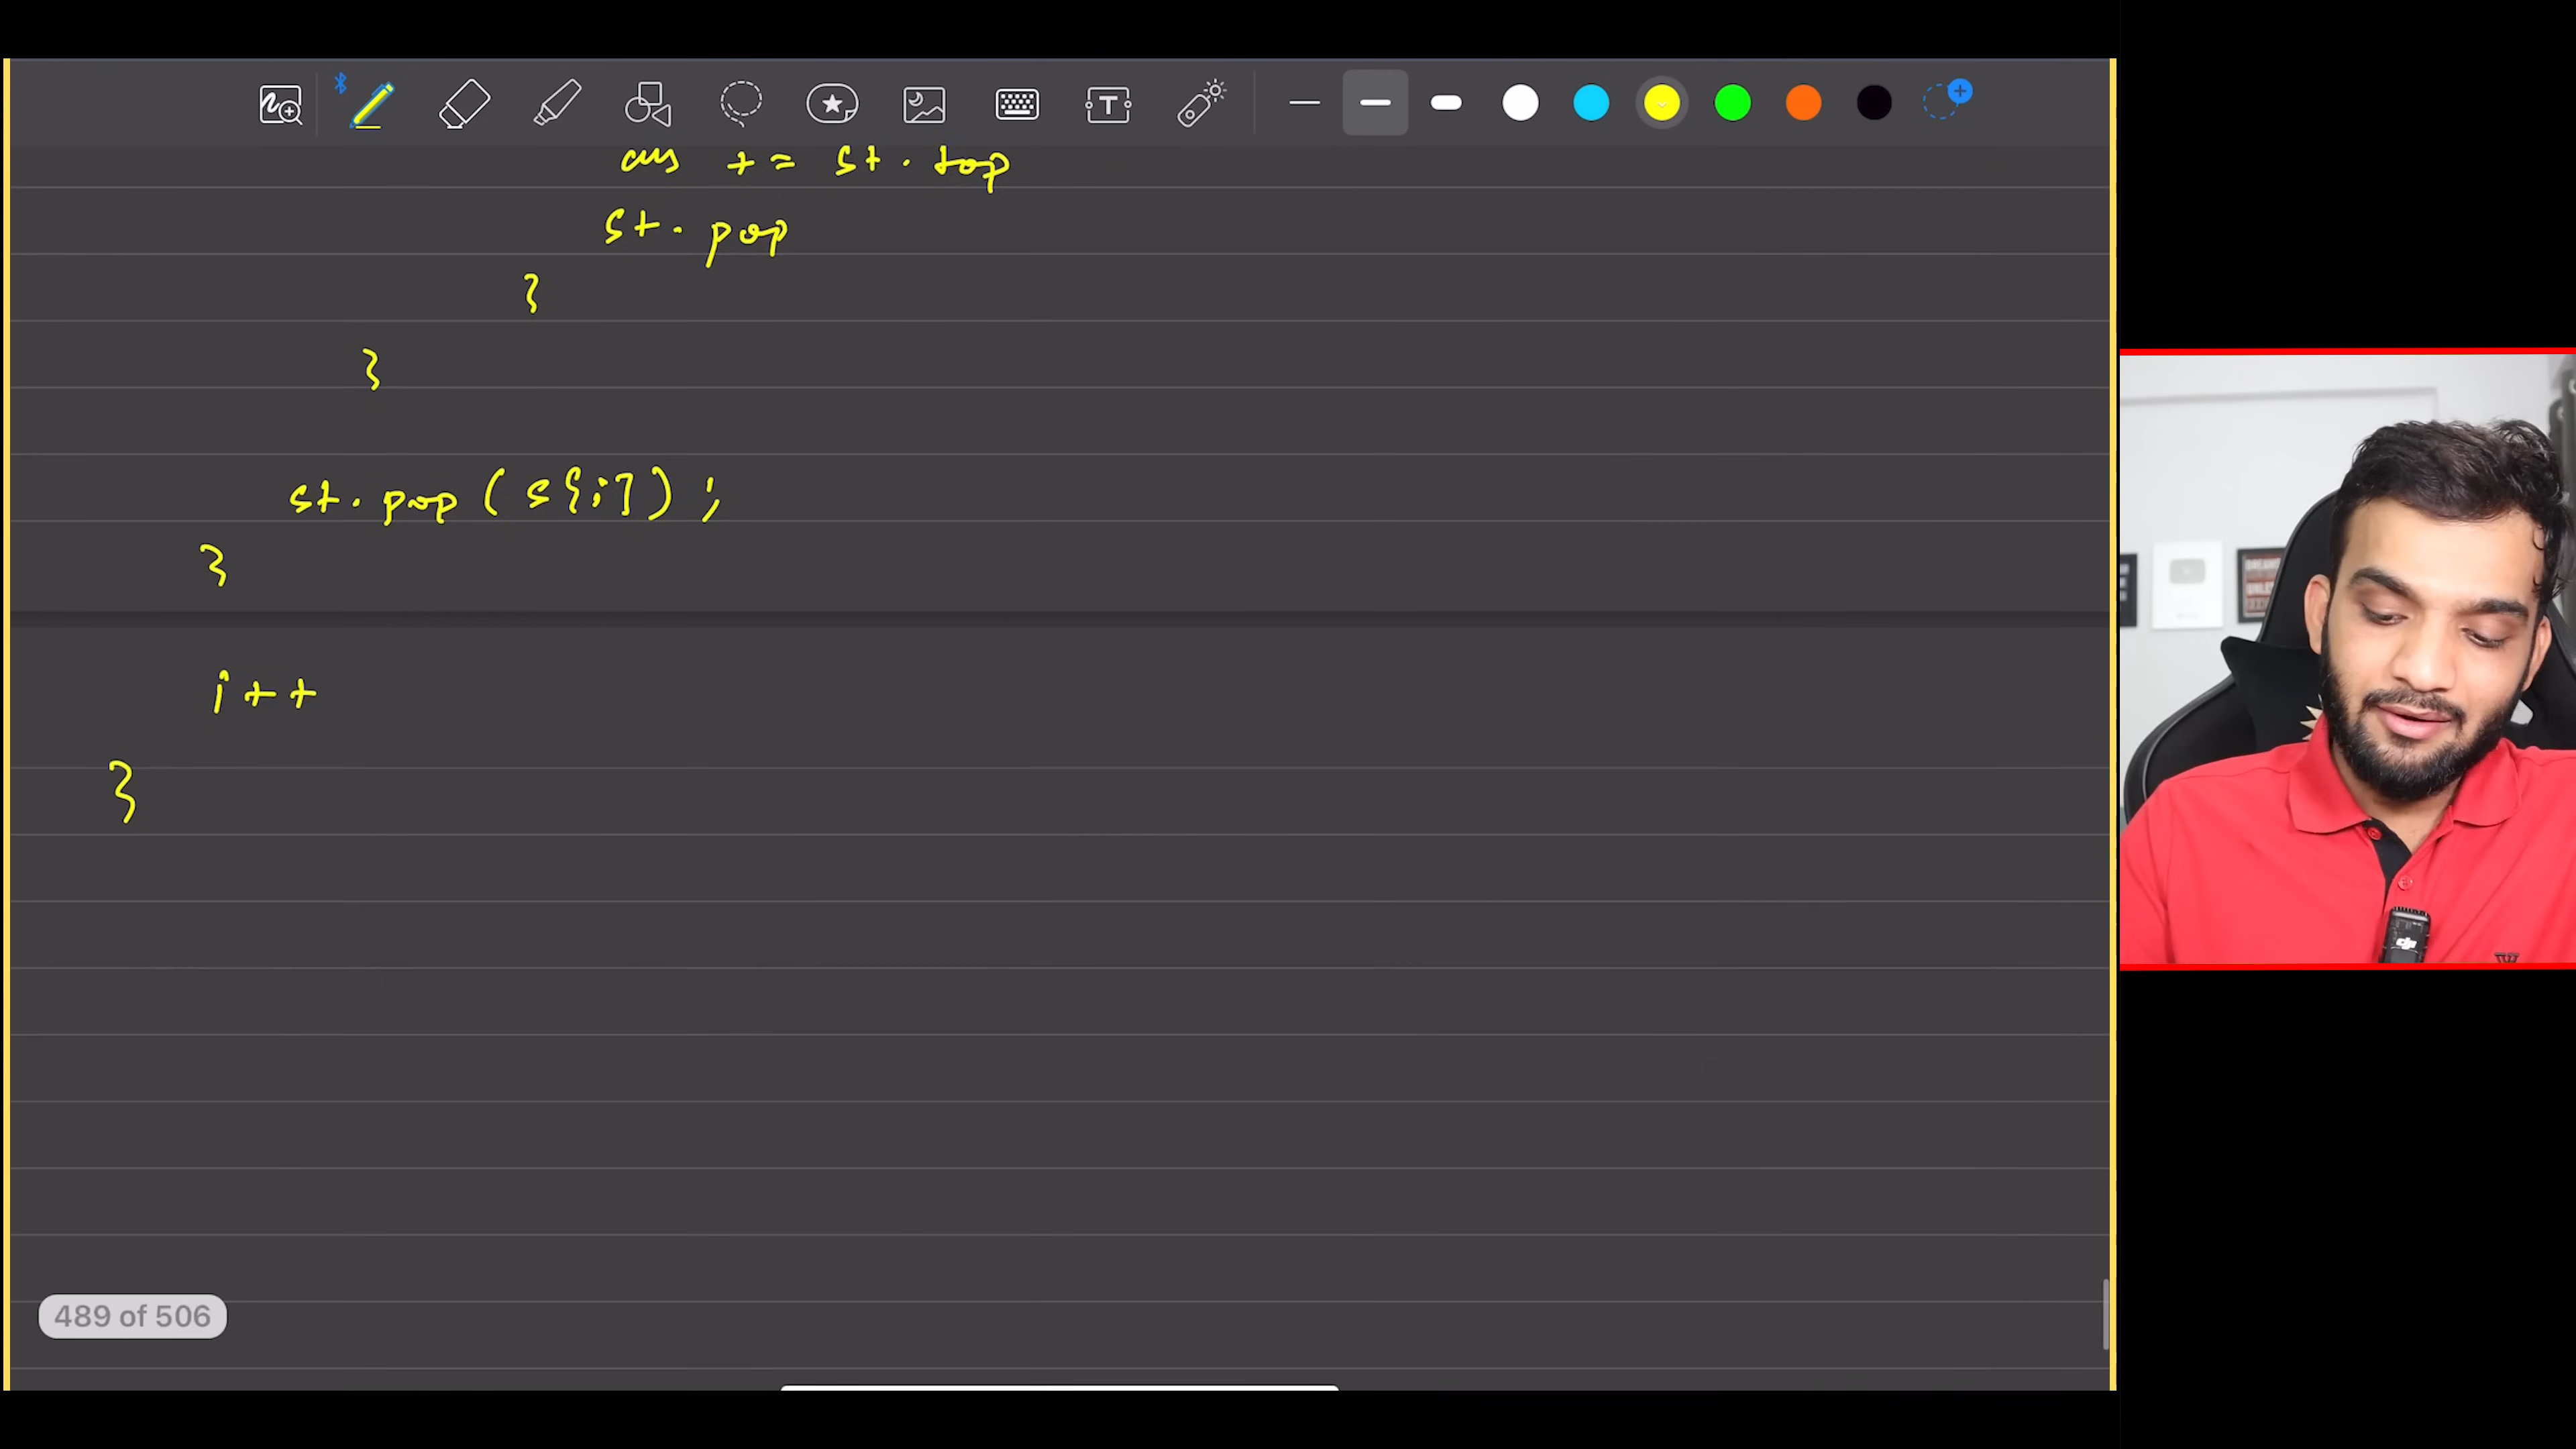 T
ans += st.top
st.pop
}
}
st.pop(s{i]);
}
i++
}
489 of 506